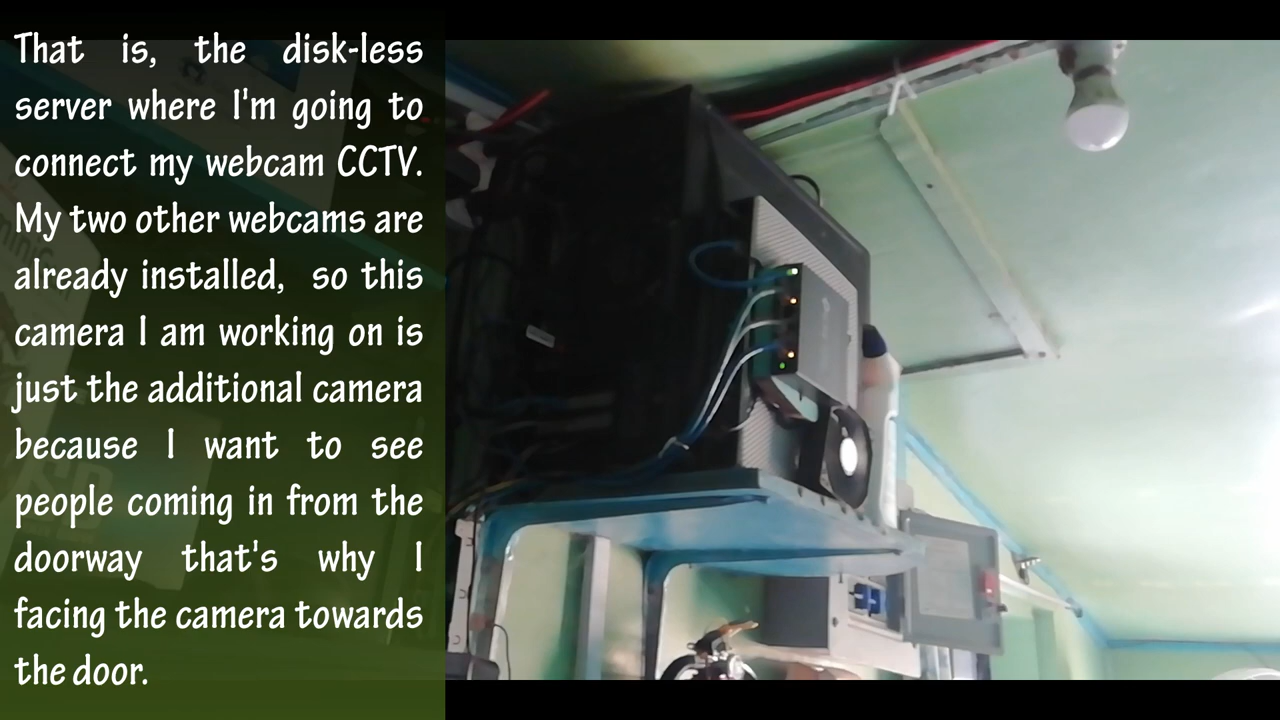 That is, the disk-less
server where I'm going to
connect my webcam CCTV.
My two other webcams are
already installed, so this
camera I am working on is
just the additional camera
because I want to see
people coming in from the
doorway that's why I
facing the camera towards
the door.